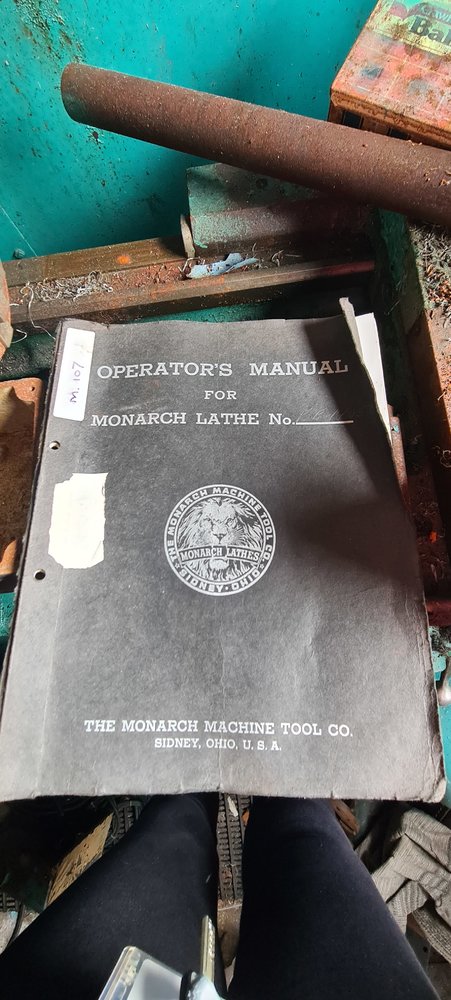 M. 107
OPERATOR'S MANUAL
FOR
MONARCH LATHE No.
THE MONARCH MACHINE TOOL CO.
SIDNEY, OHIO
MONARCH LATHES
THE MONARCH MACHINE TOOL CO.
SIDNEY, OHIO, U. S. A.